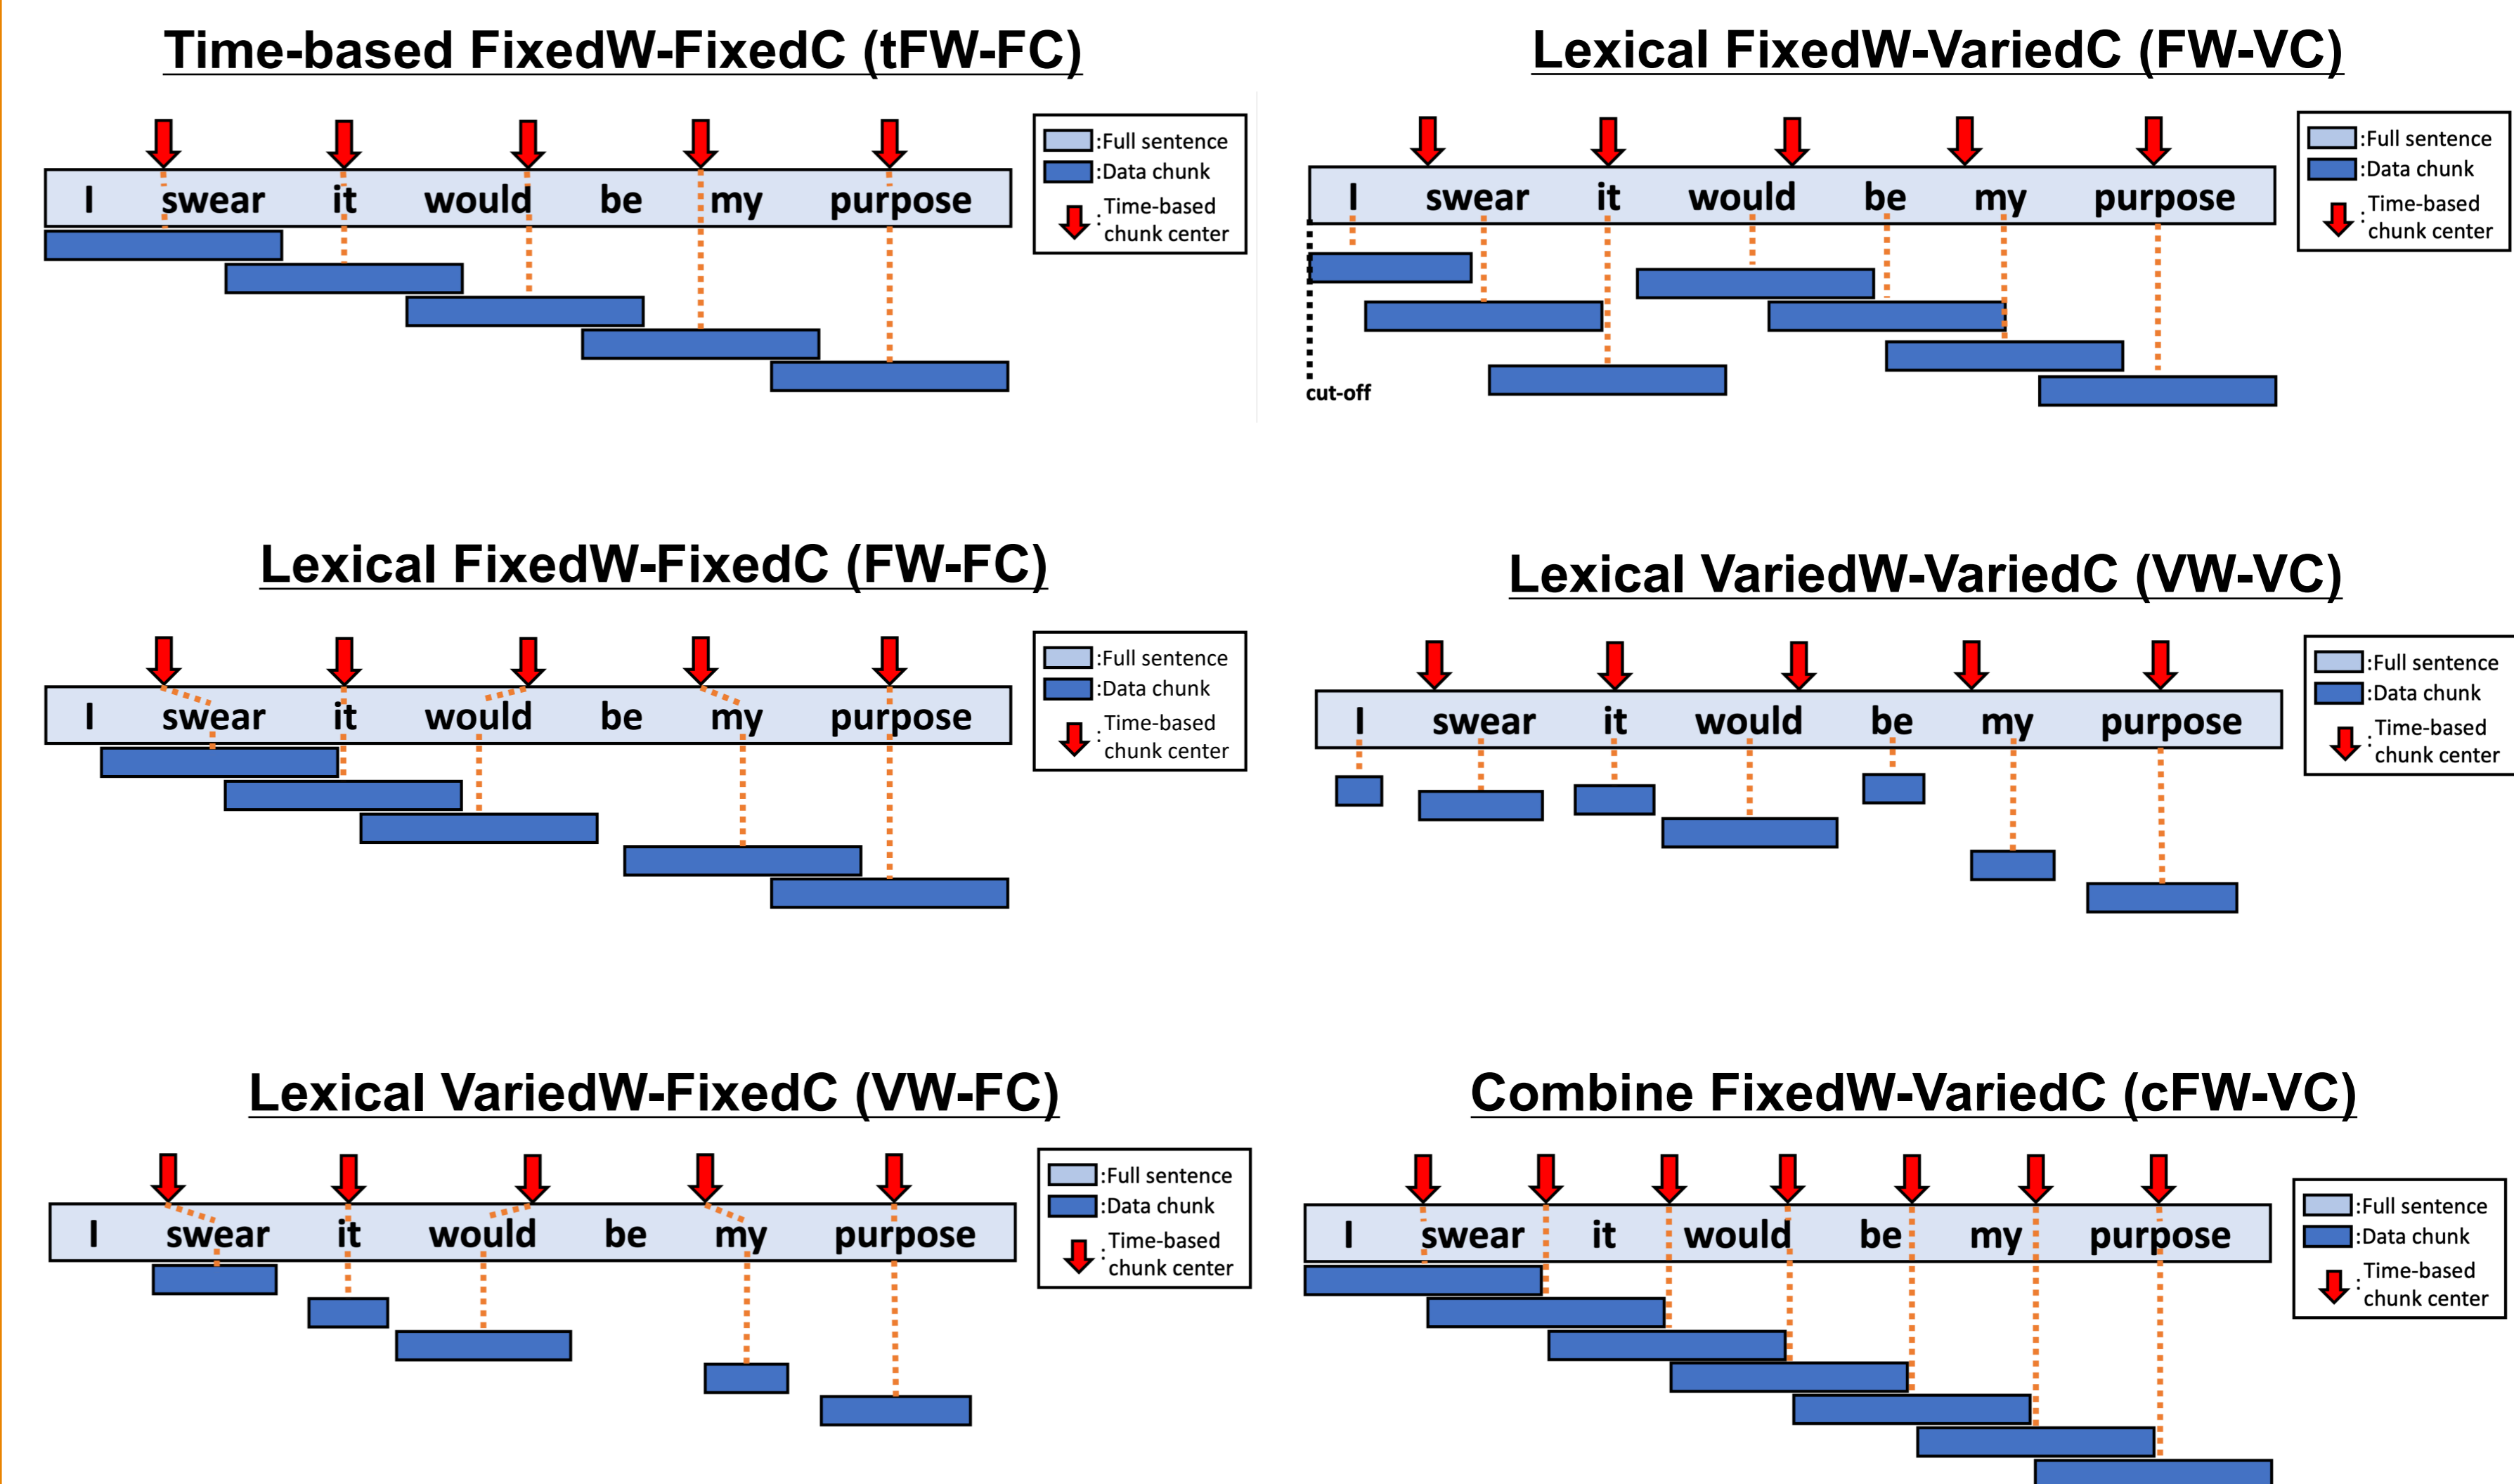 Time-based FixedW-FixedC (tFW-FC)
:Full sentence
:Data chunk
: Time-based
chunk center
I swear it would be my purpose
Lexical FixedW-VariedC (FW-VC)
:Full sentence
:Data chunk
: Time-based
chunk center
I swear it would be my purpose
cut-off
Lexical FixedW-FixedC (FW-FC)
:Full sentence
:Data chunk
: Time-based
chunk center
I swear it would be my purpose
Lexical VariedW-VariedC (VW-VC)
:Full sentence
:Data chunk
: Time-based
chunk center
I swear it would be my purpose
Lexical VariedW-FixedC (VW-FC)
:Full sentence
:Data chunk
: Time-based
chunk center
I swear it would be my purpose
Combine FixedW-VariedC (cFW-VC)
:Full sentence
:Data chunk
: Time-based
chunk center
I swear it would be my purpose